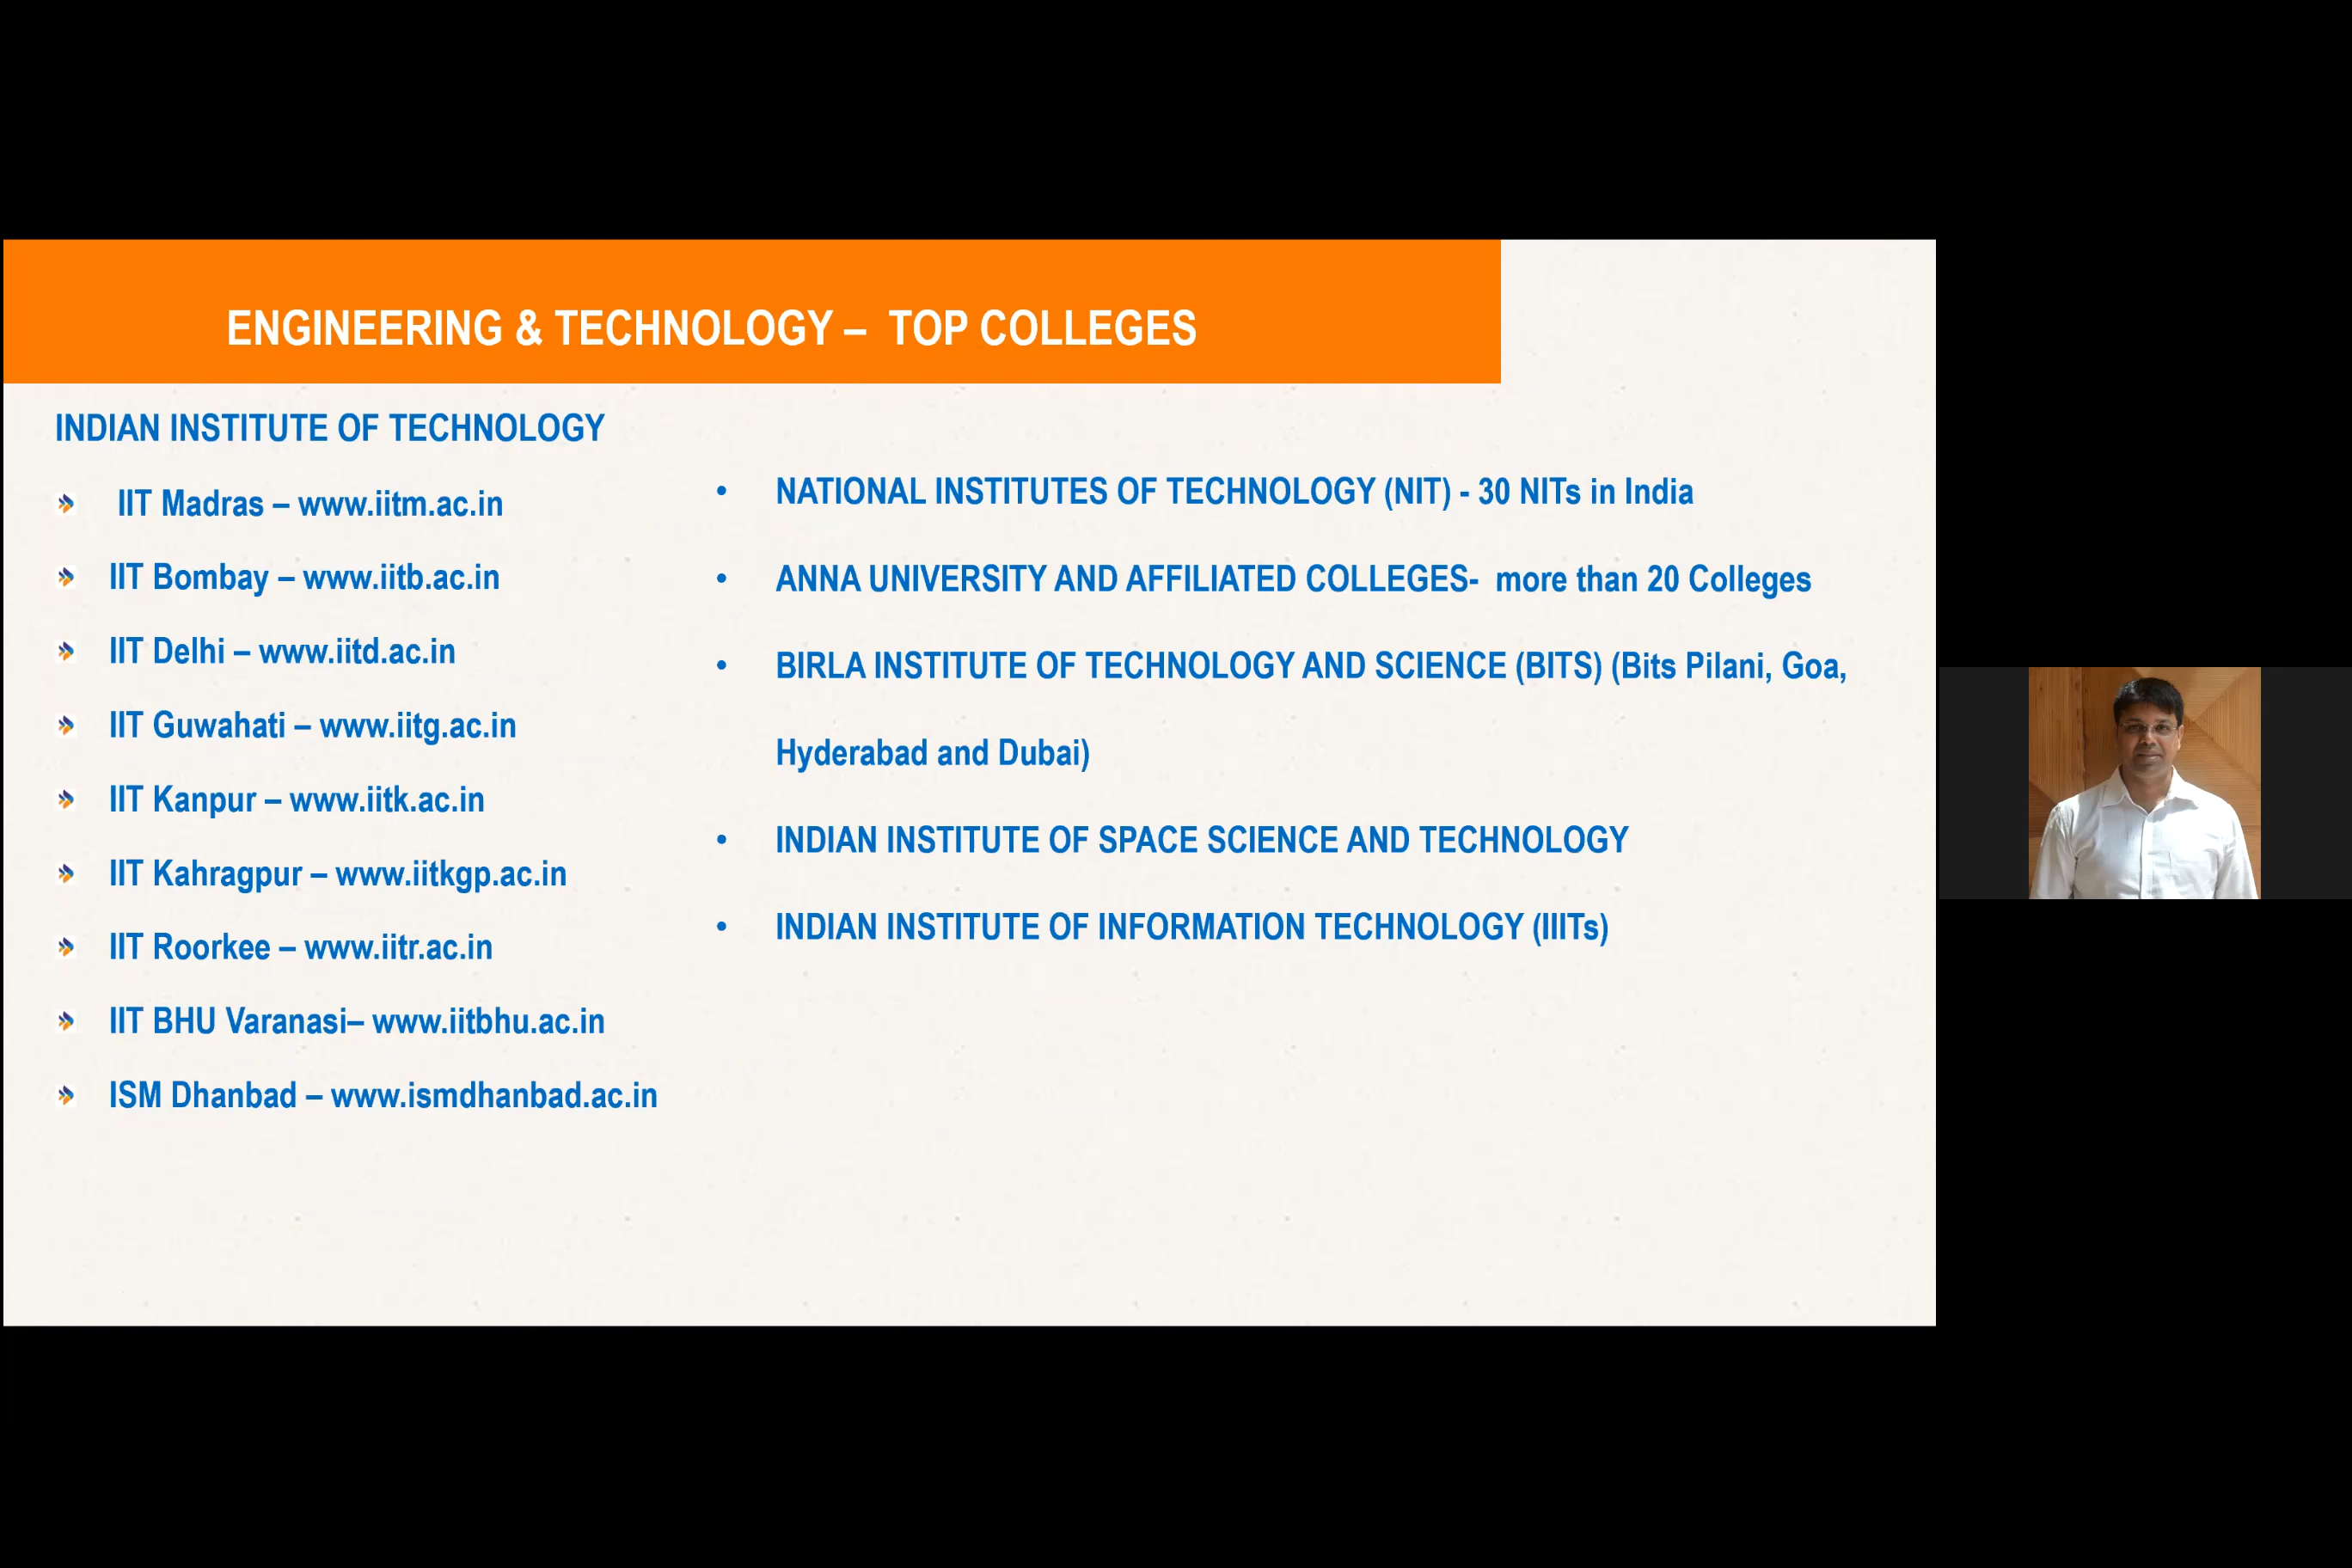 ENGINEERING & TECHNOLOGY – TOP COLLEGES
INDIAN INSTITUTE OF TECHNOLOGY
IIT Madras – www.iitm.ac.in
IIT Bombay – www.iitb.ac.in
IIT Delhi – www.iitd.ac.in
IIT Guwahati – www.iitg.ac.in
IIT Kanpur – www.iitk.ac.in
IIT Kahragpur – www.iitkgp.ac.in
IIT Roorkee – www.iitr.ac.in
IIT BHU Varanasi– www.iitbhu.ac.in
ISM Dhanbad – www.ismdhanbad.ac.in
• NATIONAL INSTITUTES OF TECHNOLOGY (NIT) - 30 NITs in India
• ANNA UNIVERSITY AND AFFILIATED COLLEGES- more than 20 Colleges
• BIRLA INSTITUTE OF TECHNOLOGY AND SCIENCE (BITS) (Bits Pilani, Goa,
Hyderabad and Dubai)
• INDIAN INSTITUTE OF SPACE SCIENCE AND TECHNOLOGY
• INDIAN INSTITUTE OF INFORMATION TECHNOLOGY (IIITs)